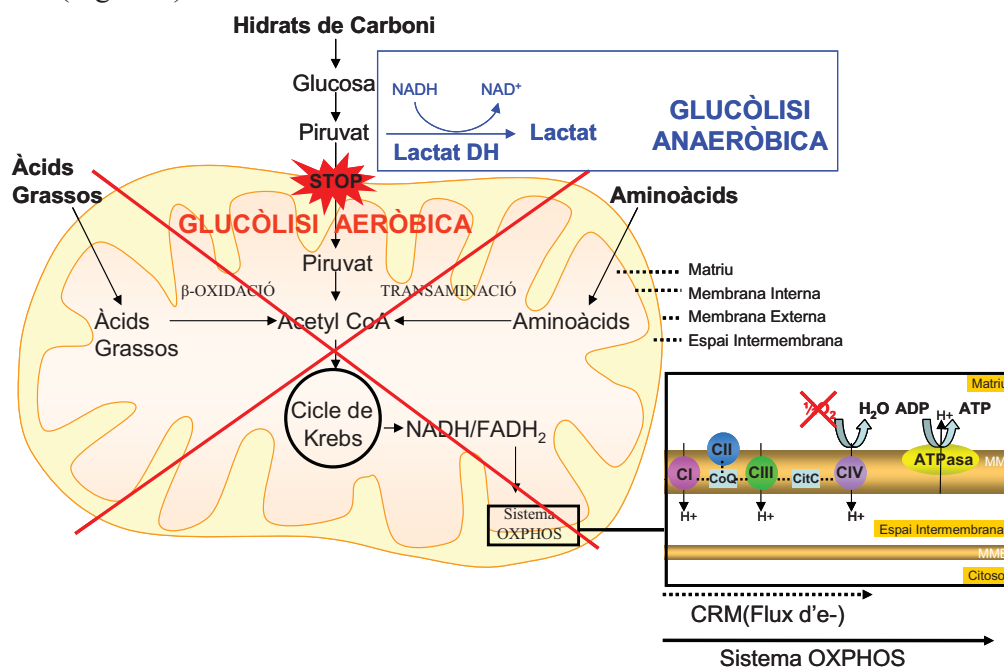 Hidrats de Carboni
Glucosa
Piruvat
NADH
NAD+
Lactat
Lactat DH
GLUCÒLISI
ANAERÒBICA
Àcids
Grassos
STOP
Aminoàcids
GLUCÒLISI AERÒBICA
Piruvat
β-OXIDACIÓ
TRANSAMINACIÓ
Àcids
Grassos
Acetyl CoA
Aminoàcids
Matriu
Membrana Interna
Membrana Externa
Espai Intermembrana
Cicle de
Krebs
NADH/FADH2
Sistema
OXPHOS
Matriu
½O2
H2O
ADP
H+
ATP
ATPasa
CI
CII
CoQ
CIII
CitC
CIV
H+
H+
H+
Espai Intermembrana
Citoso
CRM(Flux d'e-)
Sistema OXPHOS